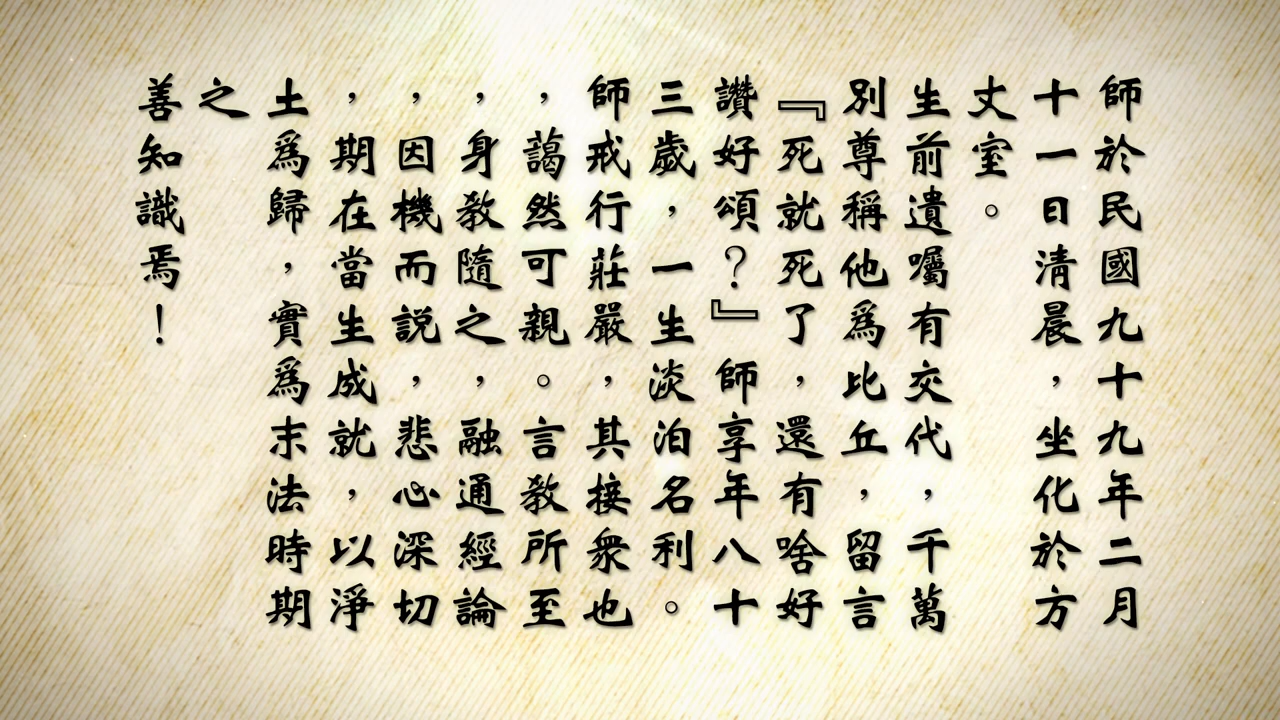 師於民國九十九年二月
十一日清晨，坐化於方
丈室。
生前遺囑有交代，千萬
別尊稱他爲比丘，留言
『死就死了，還有啥好
讚好頌？』師享年八十
三歲，一生淡泊名利。
師戒行莊嚴，其接衆也
，藹然可親。言教所至
，身教隨之，融通經論
，因機而説，悲心深切
，期在當生成就，以淨
土爲歸，實爲末法時期
之
善知識焉！